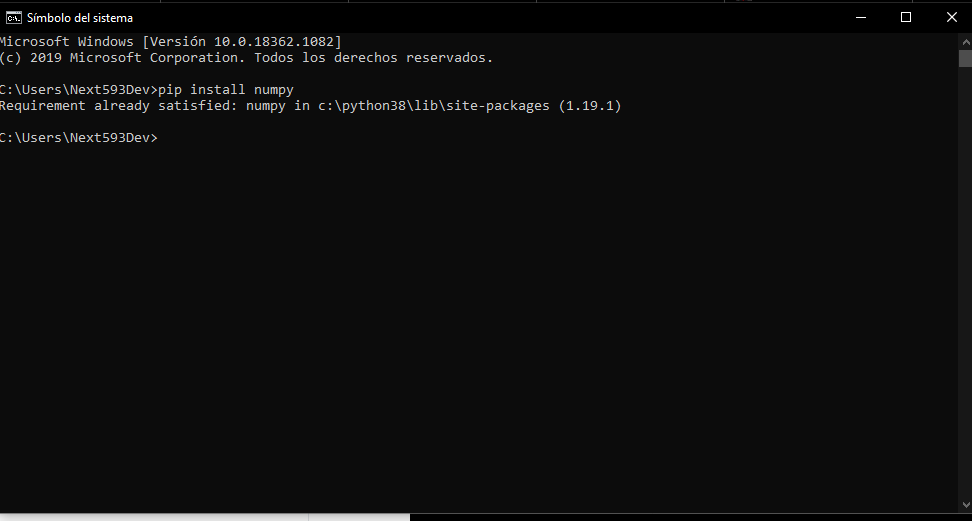 Símbolo del sistema
Microsoft Windows [Versión 10.0.18362.1082]
(c) 2019 Microsoft Corporation. Todos los derechos reservados.
C:\Users\Next593Dev>pip install numpy
Requirement already satisfied: numpy in c:\python38\lib\site-packages (1.19.1)
C:\Users\Next593Dev>